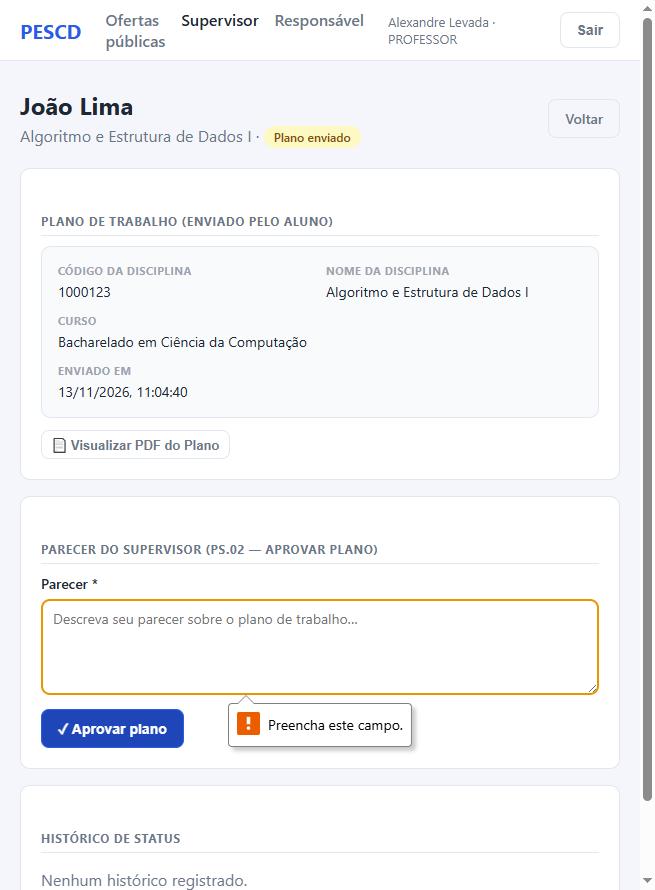 PESCD
Ofertas públicas
Supervisor
Responsável
Alexandre Levada ·
PROFESSOR
Sair
João Lima
Algoritmo e Estrutura de Dados I · Plano enviado
Voltar
PLANO DE TRABALHO (ENVIADO PELO ALUNO)
CÓDIGO DA DISCIPLINA
1000123
NOME DA DISCIPLINA
Algoritmo e Estrutura de Dados I
CURSO
Bacharelado em Ciência da Computação
ENVIADO EM
13/11/2026, 11:04:40
Visualizar PDF do Plano
PARECER DO SUPERVISOR (PS.02 — APROVAR PLANO)
Parecer *
Descreva seu parecer sobre o plano de trabalho...
✓ Aprovar plano
Preencha este campo.
HISTÓRICO DE STATUS
Nenhum histórico registrado.